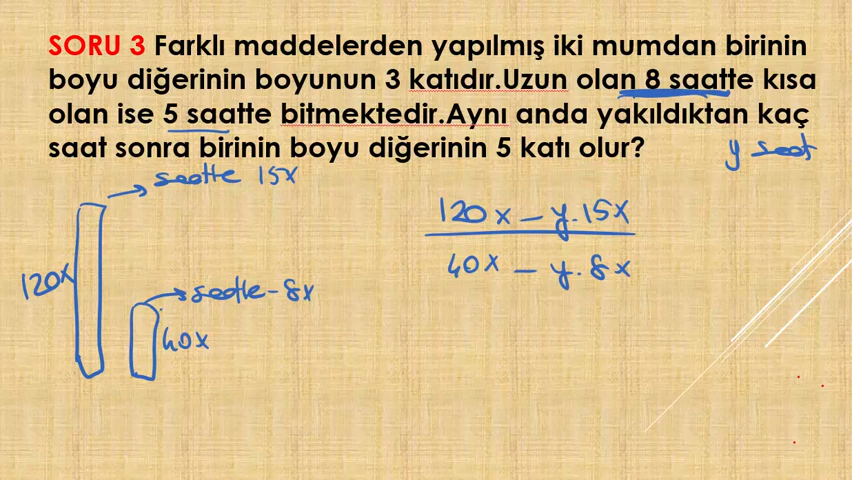 SORU 3 Farklı maddelerden yapılmış iki mumdan birinin
boyu diğerinin boyunun 3 katıdır.Uzun olan 8 saatte kısa
olan ise 5 saatte bitmektedir.Aynı anda yakıldıktan kaç
saat sonra birinin boyu diğerinin 5 katı olur?
y saat
saatte 15x
120x - y.15x
40x - y.8x
120x
saatte - 8x
40x